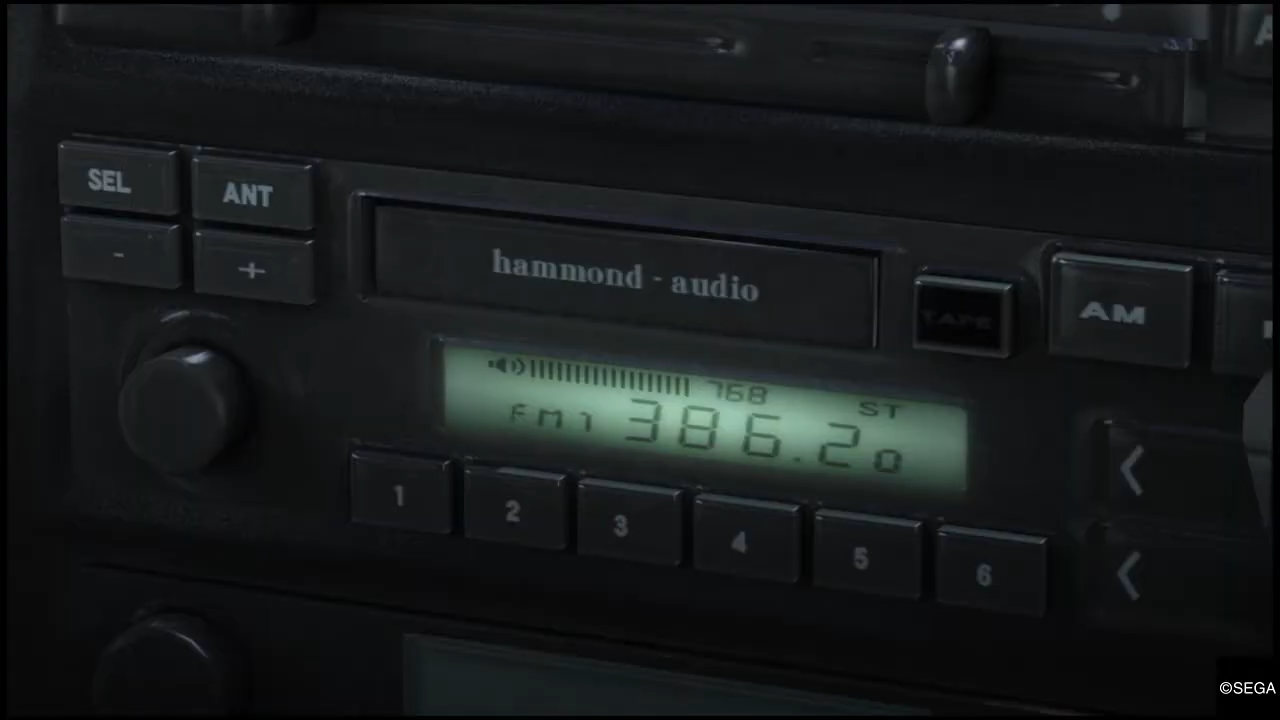 SEL
ANT
-
+
hammond - audio
TAPE
AM
768
ST
FM1 386.20
1
2
3
4
5
6
©SEGA